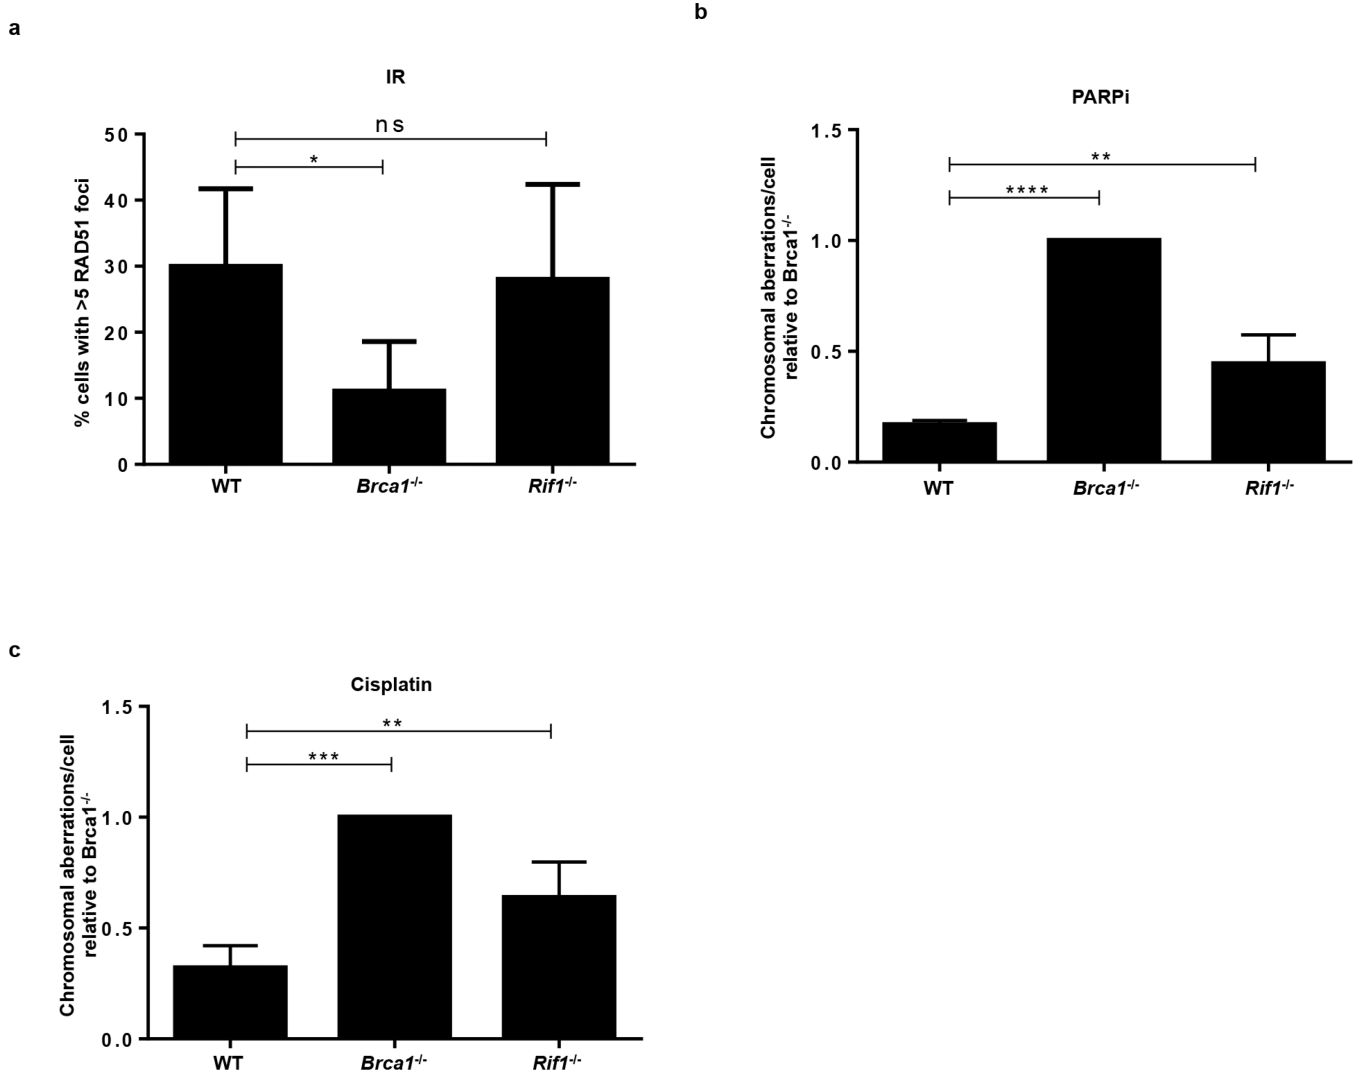 a
IR
50
40
30
20
10
0
% cells with >5 RAD51 foci
ns
*
WT
Brca1-/-
Rif1-/-
b
PARPi
1.5
1.0
0.5
0.0
Chromosomal aberrations/cell
relative to Brca1-/-
**
****
WT
Brca1-/-
Rif1-/-
c
Cisplatin
1.5
1.0
0.5
0.0
Chromosomal aberrations/cell
relative to Brca1-/-
**
***
WT
Brca1-/-
Rif1-/-